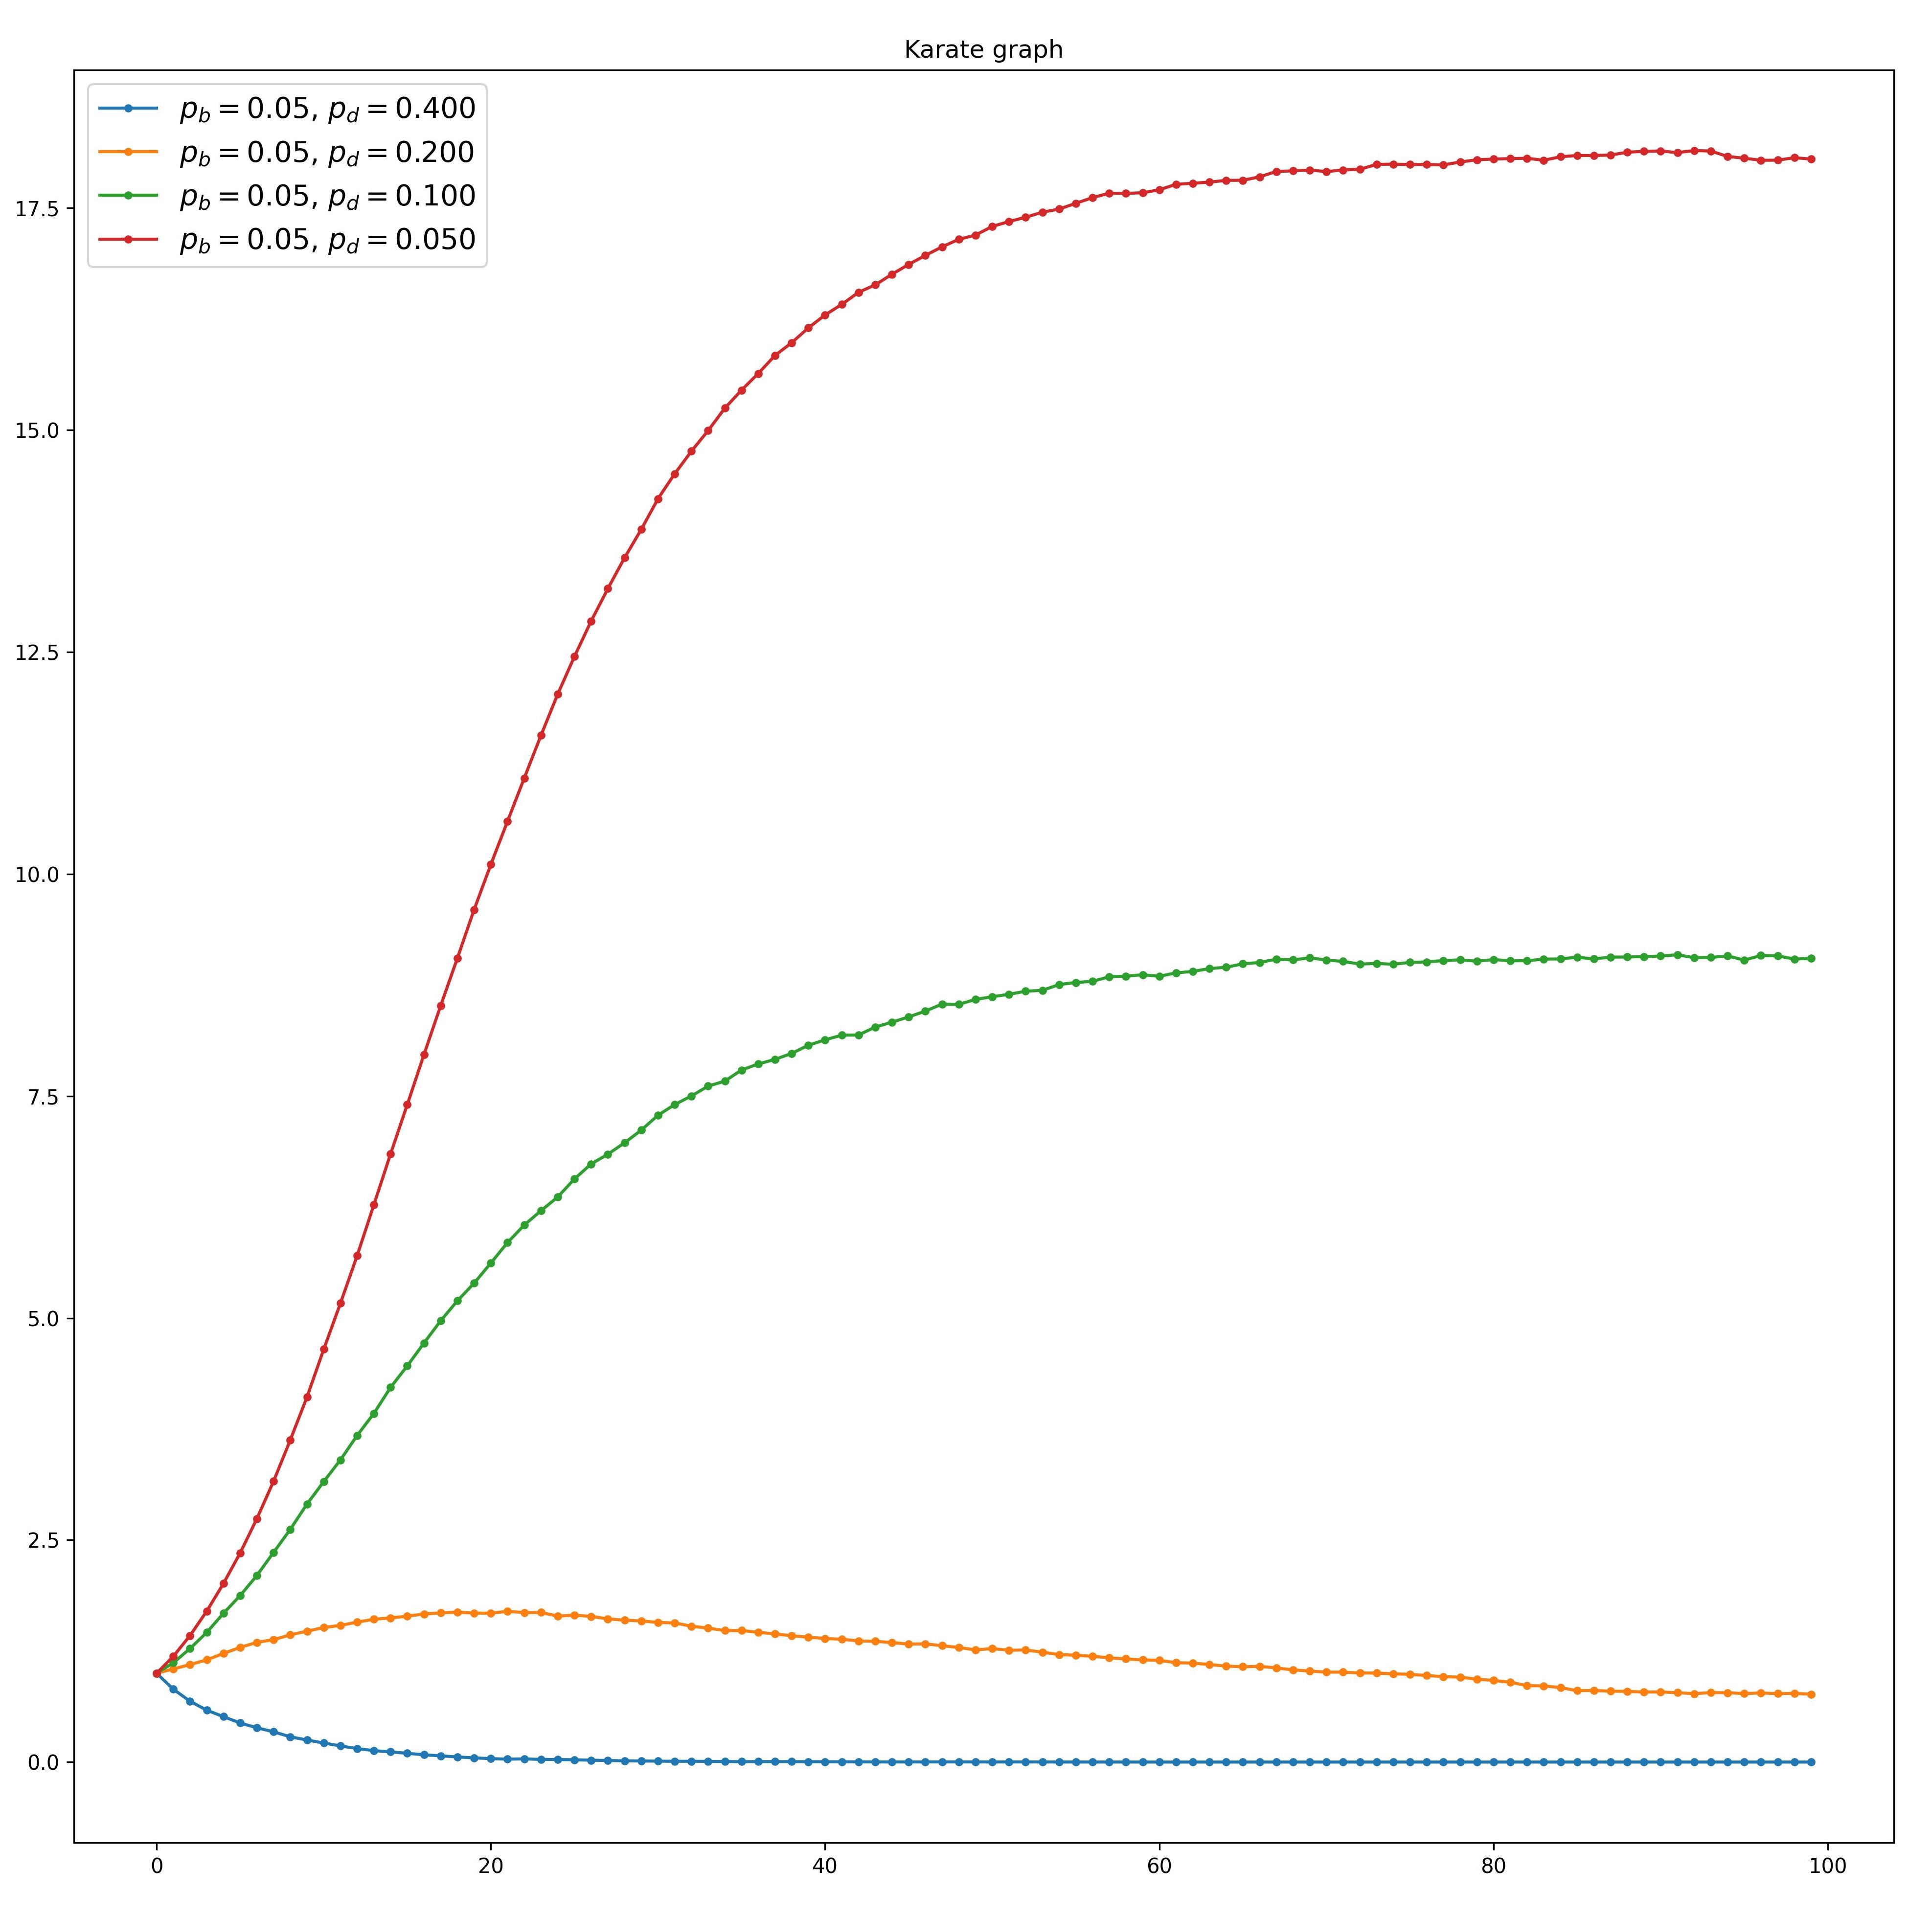 Karate graph
p_b = 0.05, p_d = 0.400
p_b = 0.05, p_d = 0.200
p_b = 0.05, p_d = 0.100
p_b = 0.05, p_d = 0.050
17.5
15.0
12.5
10.0
7.5
5.0
2.5
0.0
0 20 40 60 80 100